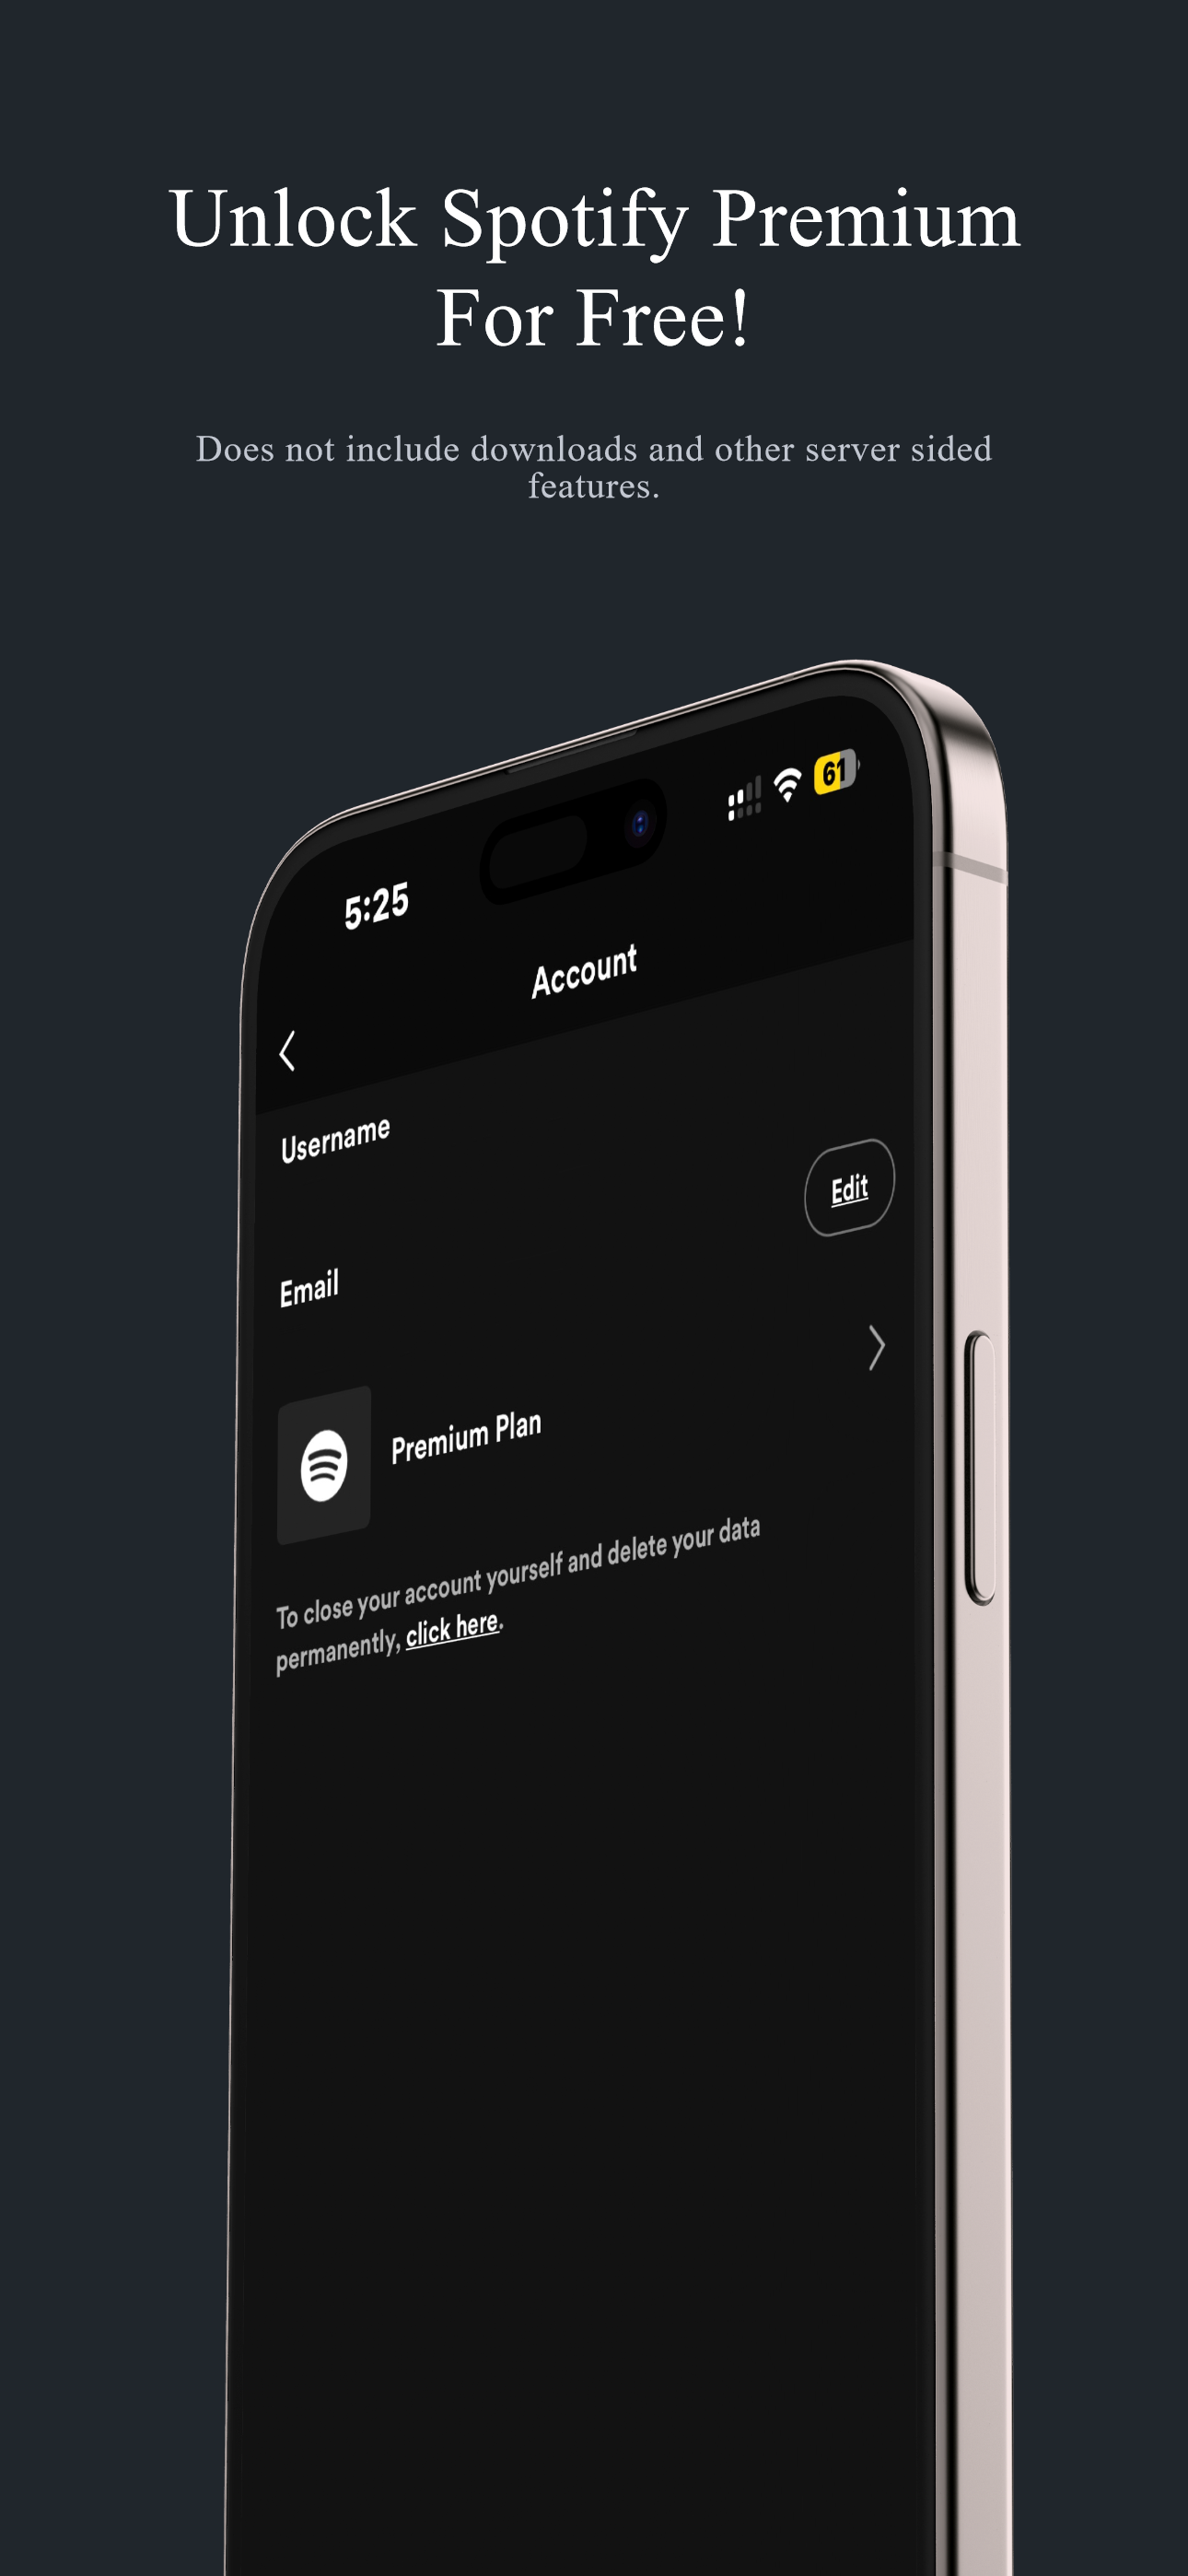 Unlock Spotify Premium
For Free!
Does not include downloads and other server sided
features.
5:25
61
Account
Username
Edit
Email
Premium Plan
To close your account yourself and delete your data
permanently, click here.